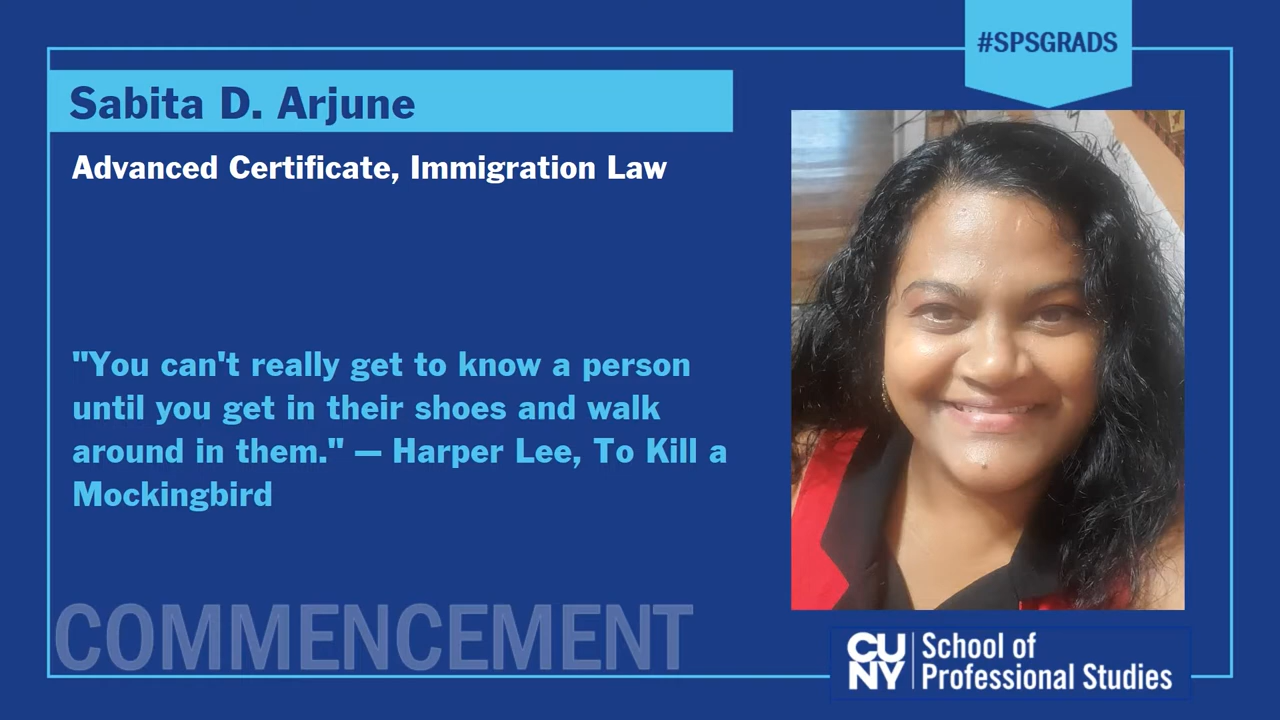 #SPSGRADS
Sabita D. Arjune
Advanced Certificate, Immigration Law
"You can't really get to know a person
until you get in their shoes and walk
around in them." — Harper Lee, To Kill a
Mockingbird
COMMENCEMENT
CU
NY
School of
Professional Studies